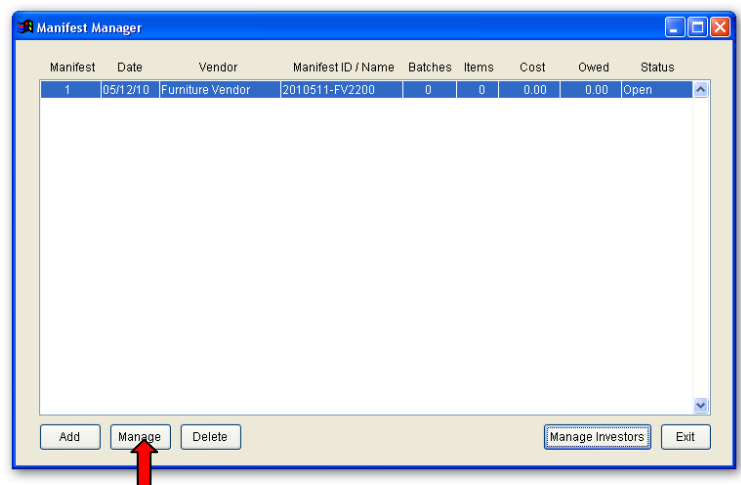 Manifest Manager
Manifest Date Vendor Manifest ID / Name Batches Items Cost Owed Status
1 05/12/10 Furniture Vendor 2010511-FV2200 0 0 0.00 0.00 Open
Add Manage Delete Manage Investors Exit